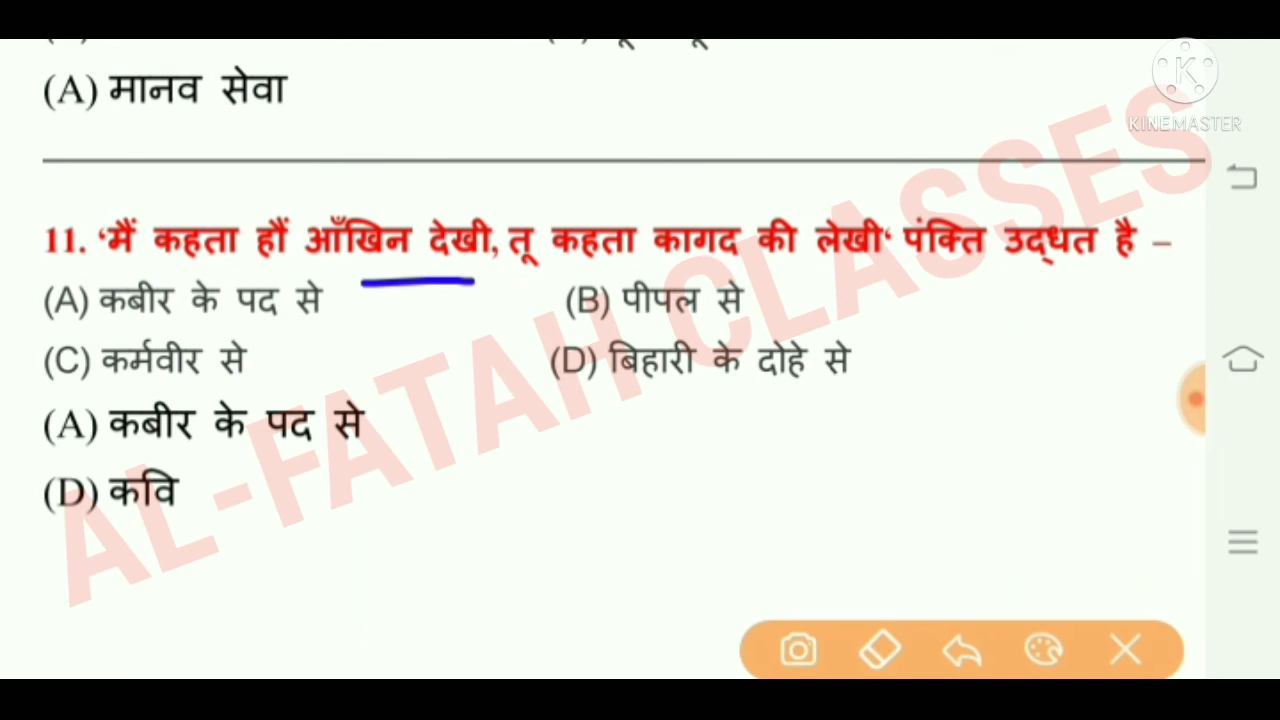 (A) मानव सेवा
KINEMASTER
11. ‘मैं कहता हौं आँखिन देखी, तू कहता कागद की लेखी‘ पंक्ति उद्धत है –
(A) कबीर के पद से (B) पीपल से
(C) कर्मवीर से (D) बिहारी के दोहे से
(A) कबीर के पद से
(D) कवि
AL-FATAH CLASSES